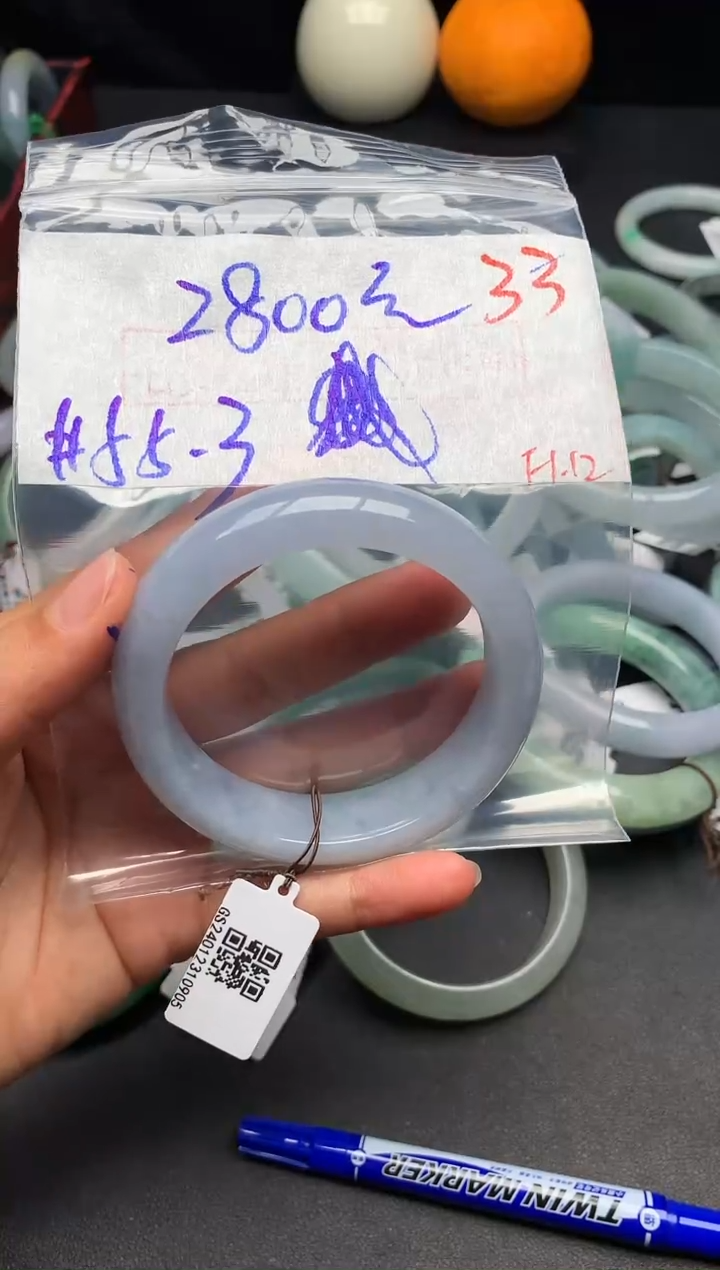 2800元 33
#55.3
H.12
GS24012310905
TWIN MARKER